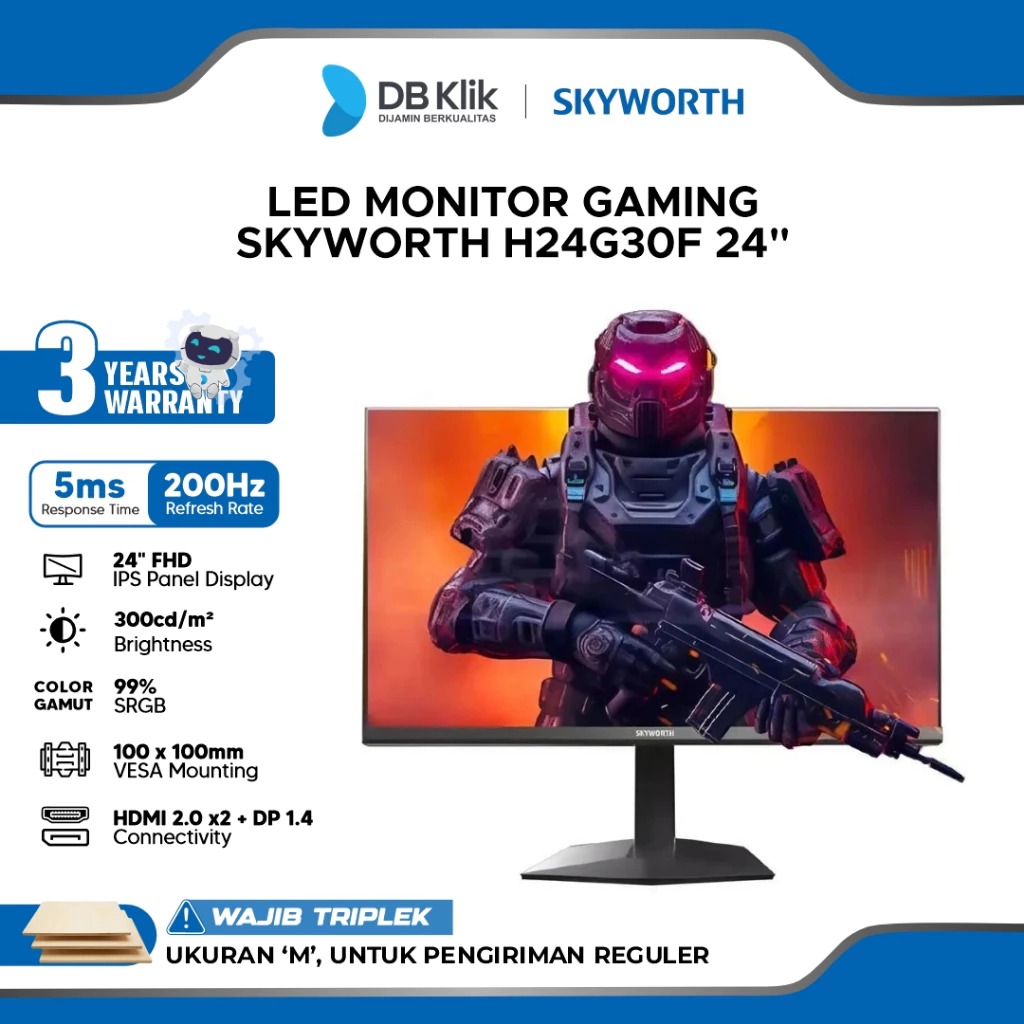 DB Klik
DIJAMIN BERKUALITAS
SKYWORTH
LED MONITOR GAMING
SKYWORTH H24G30F 24"
3 YEARS
WARRANTY
5ms
Response Time
200Hz
Refresh Rate
24" FHD
IPS Panel Display
300cd/m²
Brightness
COLOR
GAMUT
99%
SRGB
100 x 100mm
VESA Mounting
HDMI 2.0 x2 + DP 1.4
Connectivity
SKYWORTH
WAJIB TRIPLEK
UKURAN ‘M’, UNTUK PENGIRIMAN REGULER